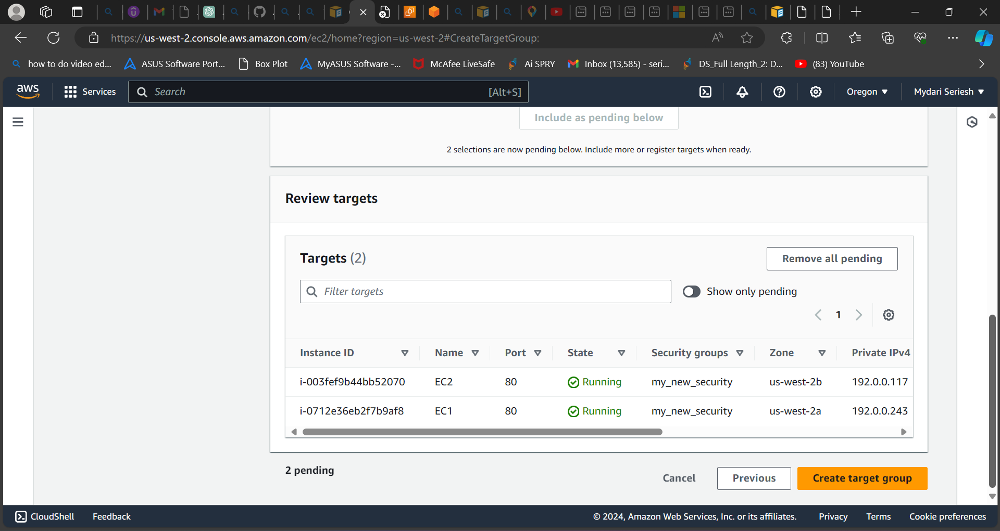 https://us-west-2.console.aws.amazon.com/ec2/home?region=us-west-2#CreateTargetGroup:
how to do video ed... ASUS Software Port... Box Plot MyASUS Software -... McAfee LiveSafe Ai SPRY Inbox (13,585) - seri... DS_Full Length_2: D... (83) YouTube
aws Services Search [Alt+S] Oregon Mydari Seriesh
Include as pending below
2 selections are now pending below. Include more or register targets when ready.
Review targets
Targets (2) Remove all pending
Filter targets Show only pending
1
Instance ID Name Port State Security groups Zone Private IPv4
i-003fef9b44bb52070 EC2 80 Running my_new_security us-west-2b 192.0.0.117
i-0712e36eb2f7b9af8 EC1 80 Running my_new_security us-west-2a 192.0.0.243
2 pending
Cancel Previous Create target group
CloudShell Feedback © 2024, Amazon Web Services, Inc. or its affiliates. Privacy Terms Cookie preferences